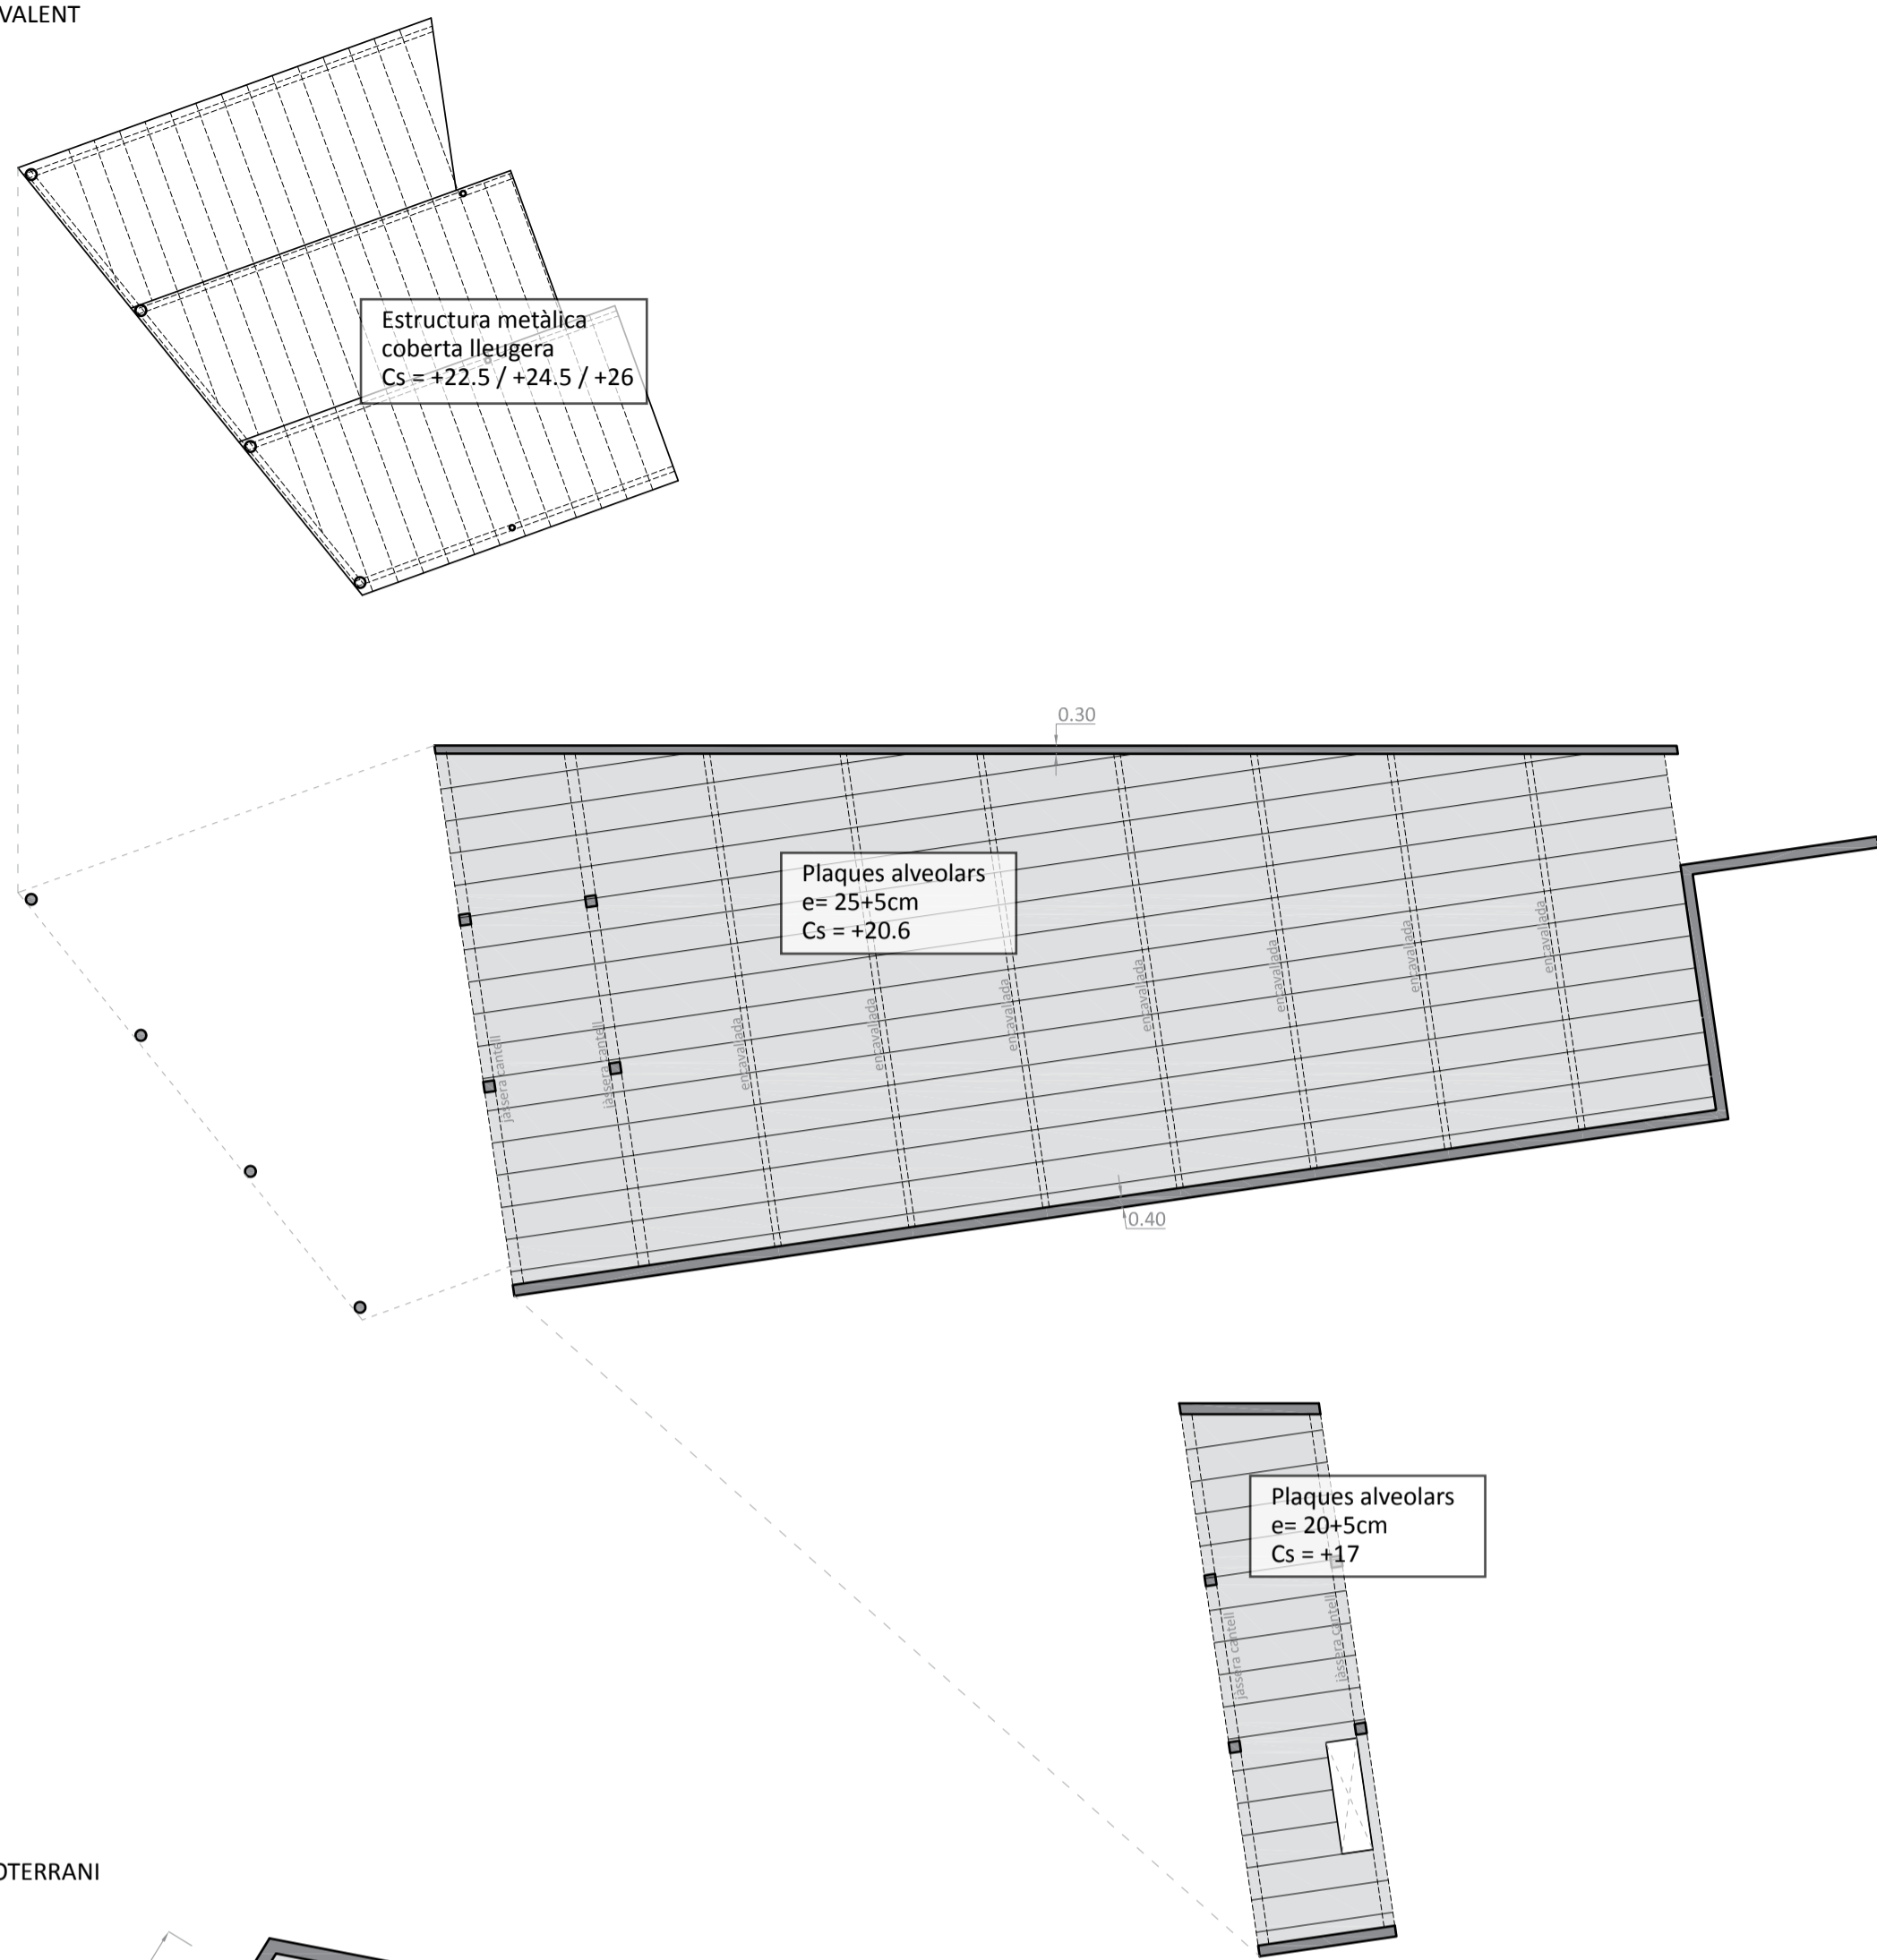 VALENT
Estructura metàlica
coberta lleugera
Cs = +22.5 / +24.5 / +26
0.30
Plaques alveolars
e= 25+5cm
Cs = +20.6
jàssera cantell
jàssera cantell
encavallada
encavallada
encavallada
encavallada
encavallada
encavallada
encavallada
0.40
Plaques alveolars
e= 20+5cm
Cs = +17
jàssera cantell
jàssera cantell
OTERRANI